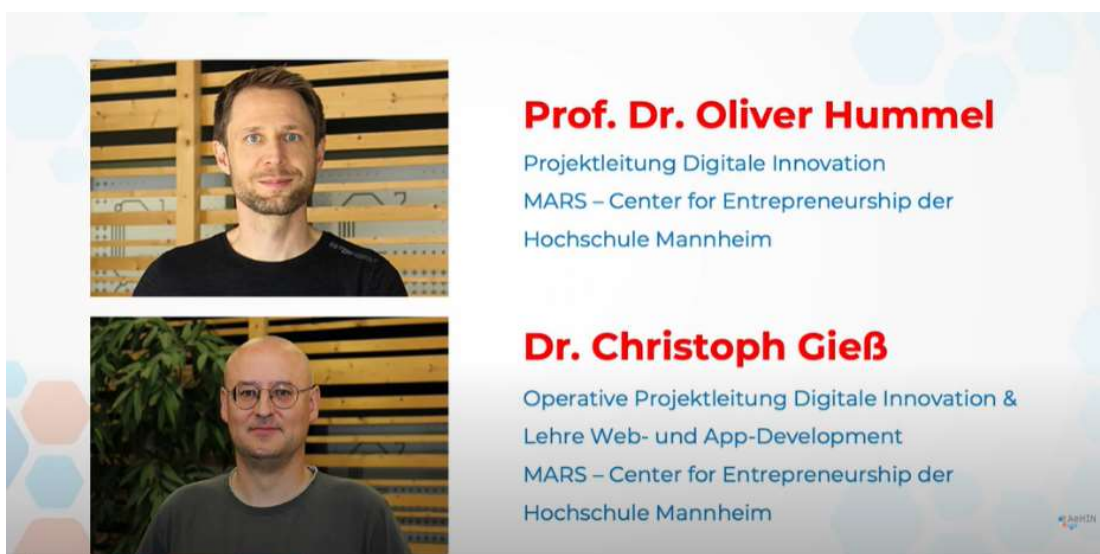 Prof. Dr. Oliver Hummel
Projektleitung Digitale Innovation
MARS – Center for Entrepreneurship der
Hochschule Mannheim
Dr. Christoph Gieß
Operative Projektleitung Digitale Innovation &
Lehre Web- und App-Development
MARS – Center for Entrepreneurship der
Hochschule Mannheim